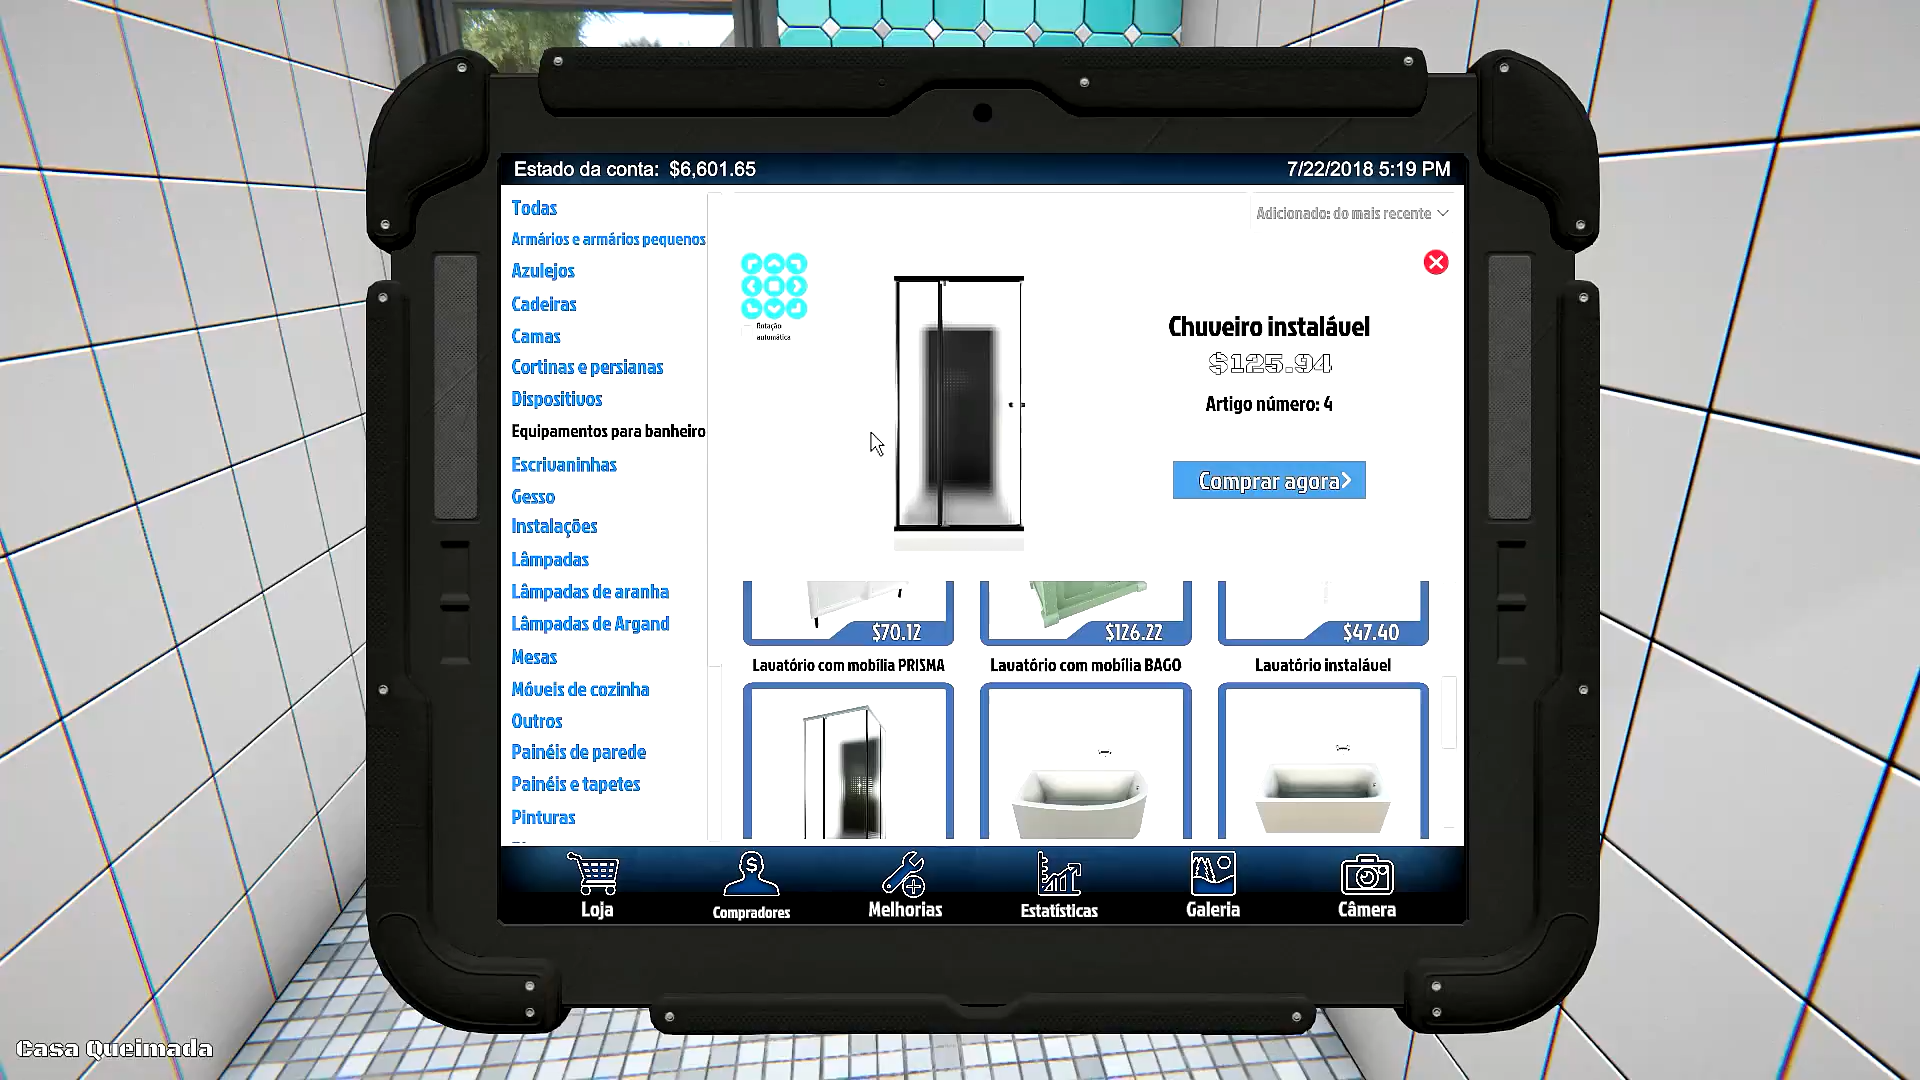 Estado da conta: $6,601.65
7/22/2018 5:19 PM
Todas
Armários e armários pequenos
Azulejos
Cadeiras
Camas
Cortinas e persianas
Dispositivos
Equipamentos para banheiro
Escrivaninhas
Gesso
Instalações
Lâmpadas
Lâmpadas de aranha
Lâmpadas de Argand
Mesas
Móveis de cozinha
Outros
Painéis de parede
Painéis e tapetes
Pinturas
Adicionado: do mais recente
Rotação
automática
Chuveiro instalável
$125.94
Artigo número: 4
Comprar agora
$70.12
$126.22
$47.40
Lavatório com mobília PRISMA
Lavatório com mobília BAGO
Lavatório instalável
Loja
Compradores
Melhorias
Estatísticas
Galeria
Câmera
Casa Queimada